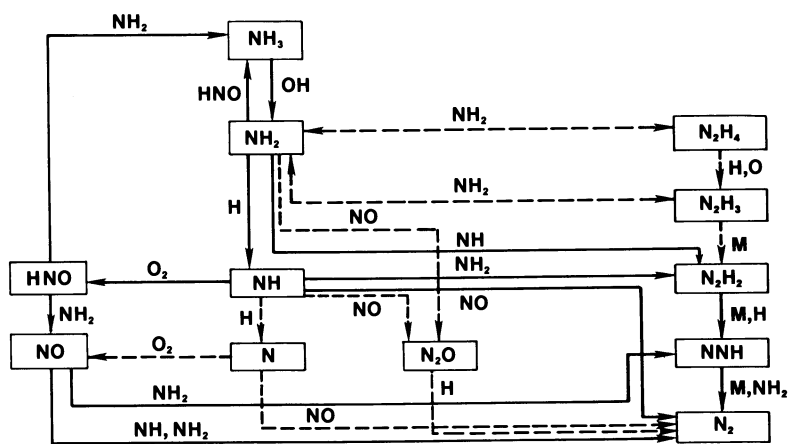 NH₂
NH₃
HNO
OH
NH₂
NH₂
N₂H₄
H,O
H
NH₂
N₂H₃
NO
NH
M
HNO
O₂
NH
NH₂
N₂H₂
NO
NO
NH₂
H
M,H
NO
O₂
N
N₂O
NNH
NH₂
H
M,NH₂
NO
N₂
NH, NH₂